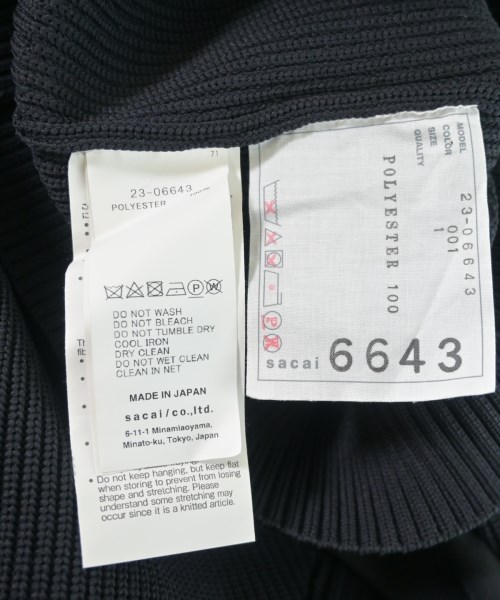 71
23-06643
POLYESTER
DO NOT WASH
DO NOT BLEACH
DO NOT TUMBLE DRY
COOL IRON
DRY CLEAN
DO NOT WET CLEAN
CLEAN IN NET
MADE IN JAPAN
sacai/co.,ltd.
6-11-1 Minamiaoyama,
Minato-ku, Tokyo, Japan
• Do not keep hanging, but keep flat
when storing to prevent from losing
shape and stretching. Please
understand some stretching may
occur since it is a knitted article.
MODEL 23-06643
COLOR 001
SIZE 1
QUALITY
POLYESTER 100
sacai 6643